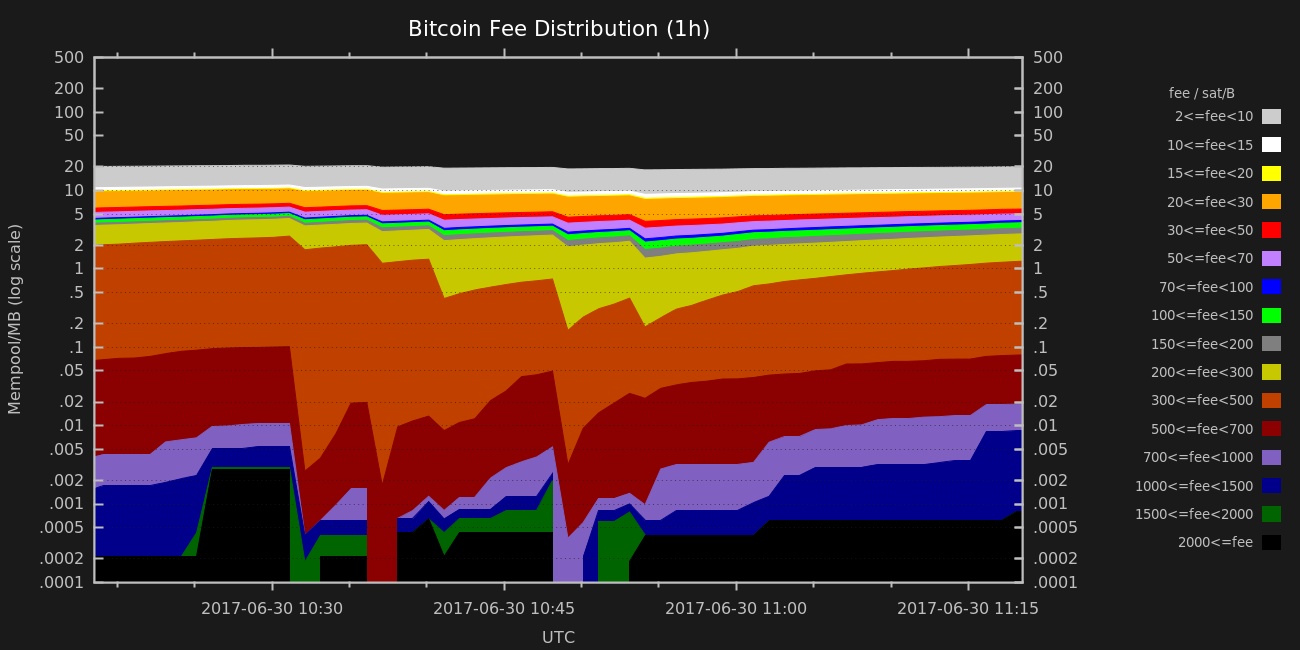 Bitcoin Fee Distribution (1h)
Mempool/MB (log scale)
500
200
100
50
20
10
5
2
1
.5
.2
.1
.05
.02
.01
.005
.002
.001
.0005
.0002
.0001
500
200
100
50
20
10
5
2
1
.5
.2
.1
.05
.02
.01
.005
.002
.001
.0005
.0002
.0001
2017-06-30 10:30
2017-06-30 10:45
2017-06-30 11:00
2017-06-30 11:15
UTC
fee / sat/B
2<=fee<10
10<=fee<15
15<=fee<20
20<=fee<30
30<=fee<50
50<=fee<70
70<=fee<100
100<=fee<150
150<=fee<200
200<=fee<300
300<=fee<500
500<=fee<700
700<=fee<1000
1000<=fee<1500
1500<=fee<2000
2000<=fee